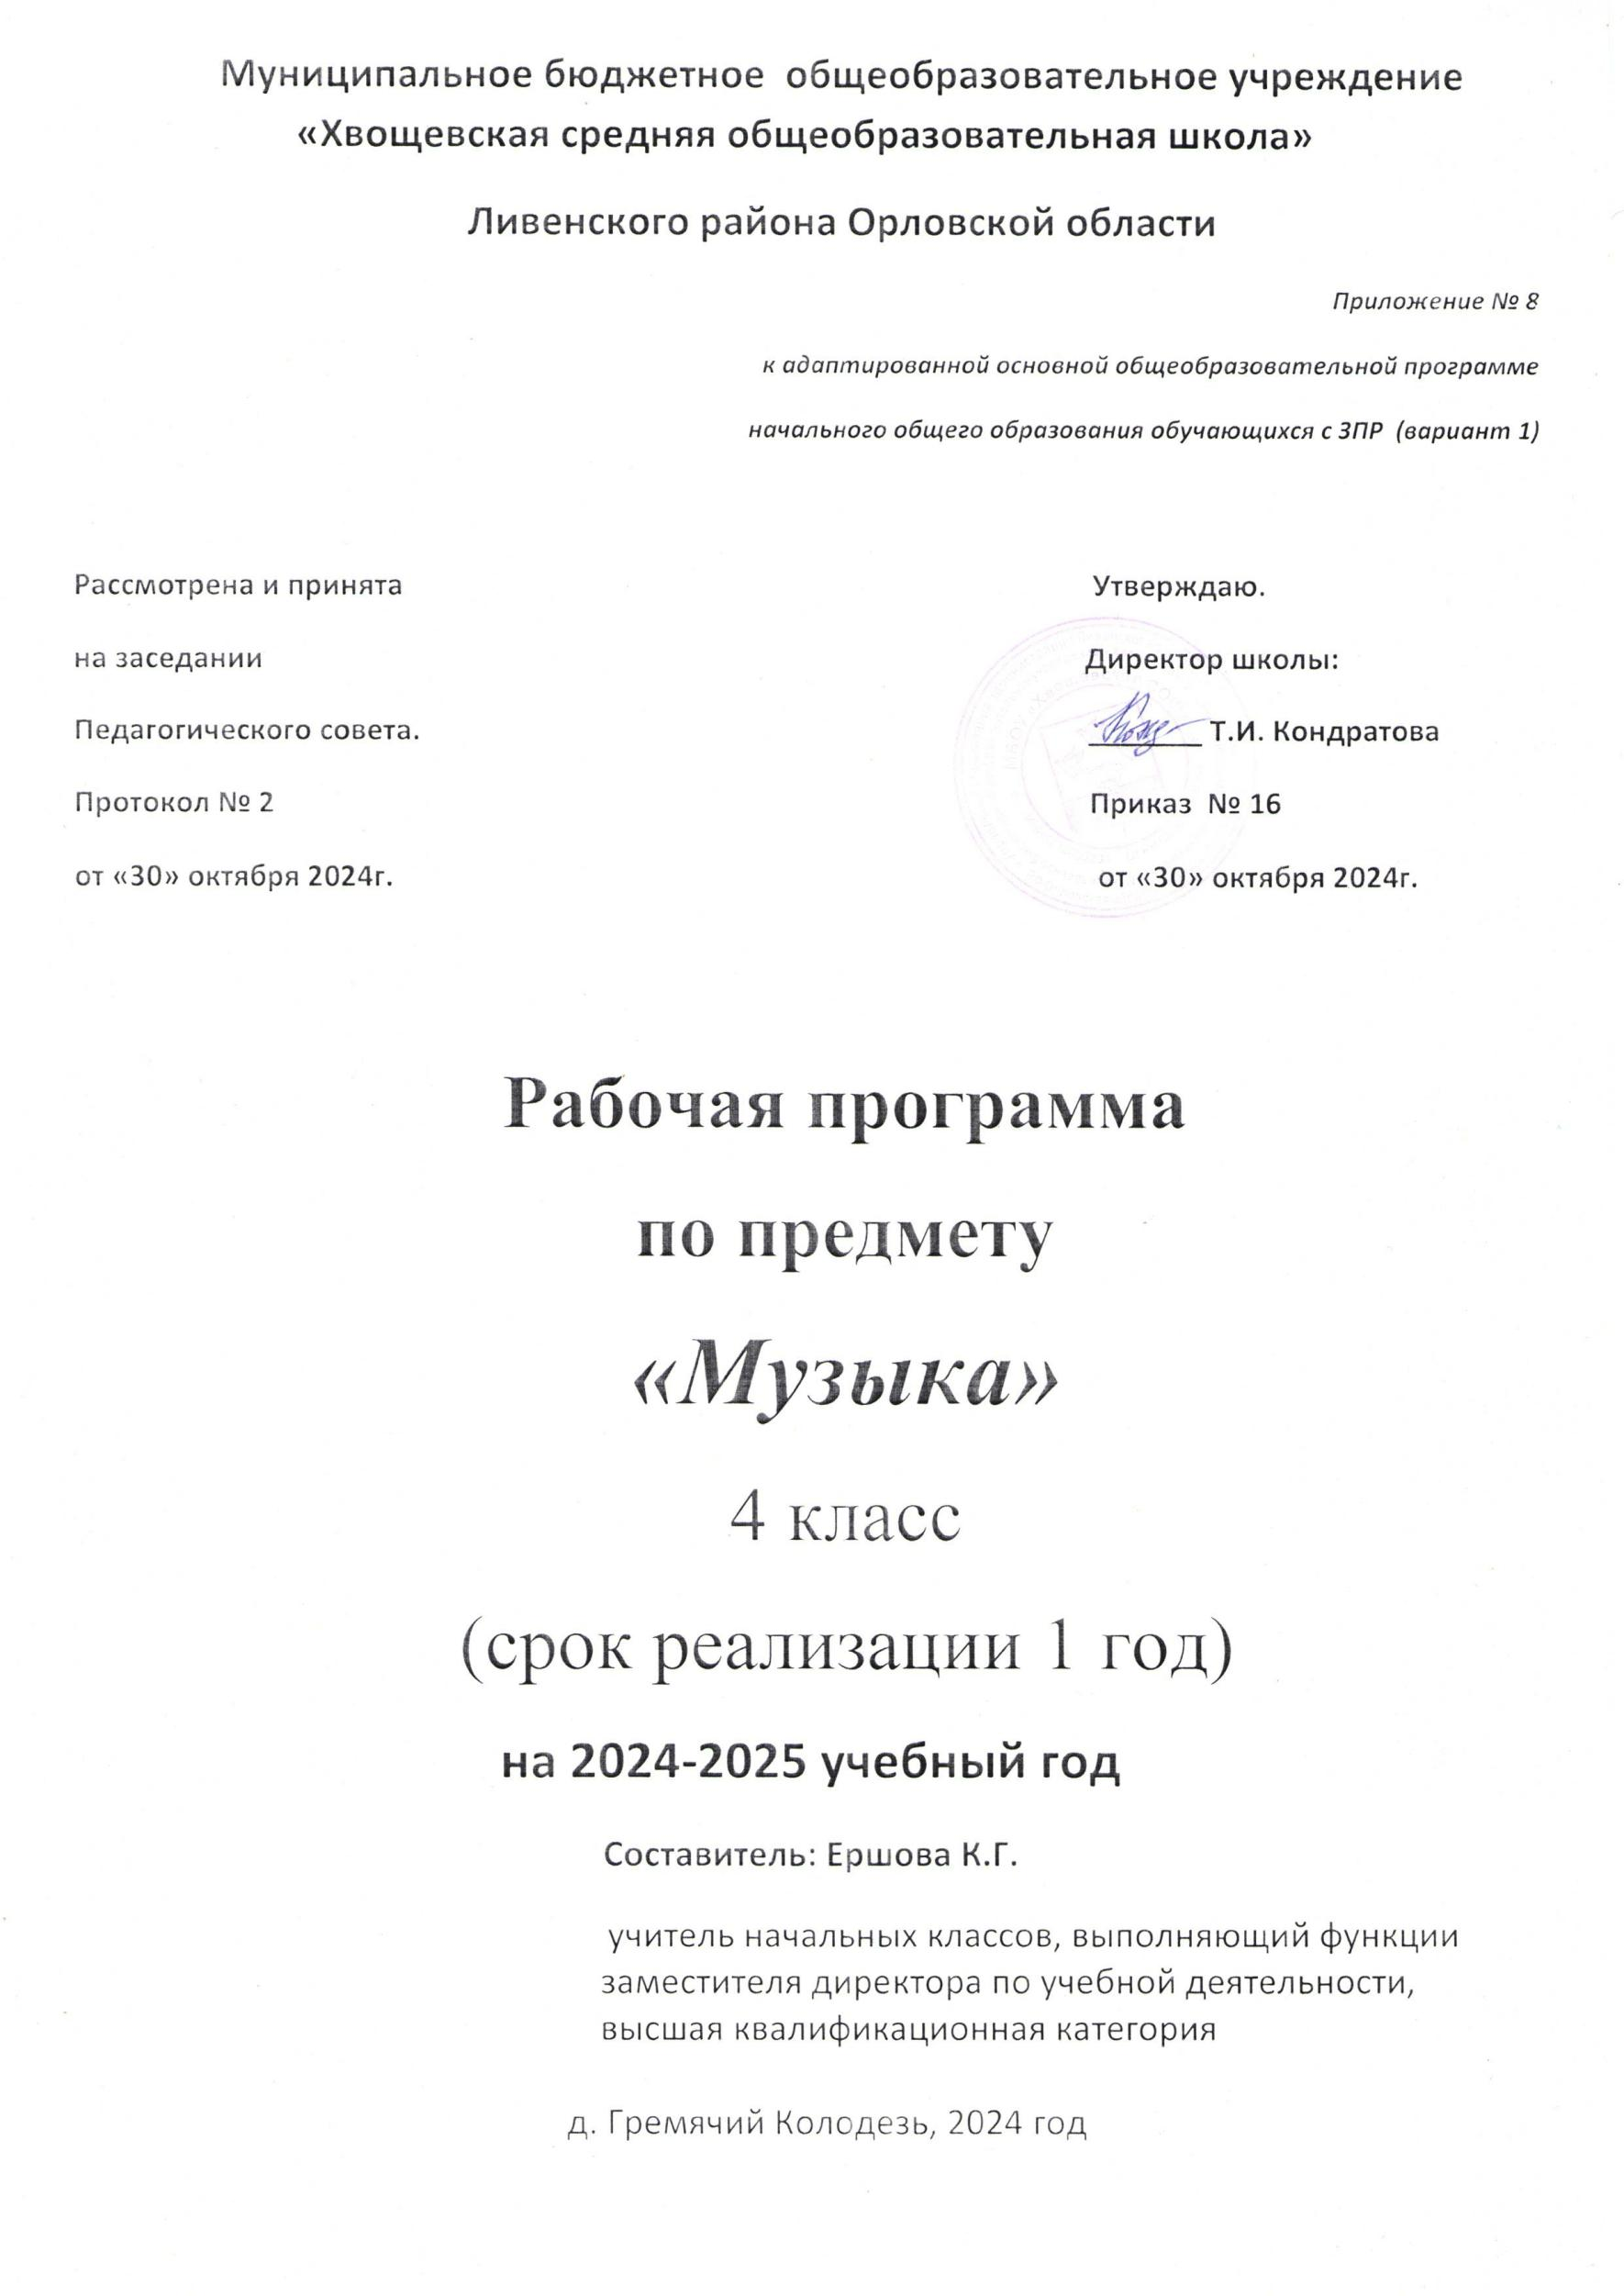 Муниципальное бюджетное общеобразовательное учреждение
«Хвощевская средняя общеобразовательная школа»
Ливенского района Орловской области
Приложение № 8
к адаптированной основной общеобразовательной программе
начального общего образования обучающихся с ЗПР (вариант 1)
Рассмотрена и принята Утверждаю.
на заседании Директор школы:
Педагогического совета. Т.И. Кондратова
Протокол № 2 Приказ № 16
от «30» октября 2024г. от «30» октября 2024г.
Рабочая программа
по предмету
«Музыка»
4 класс
(срок реализации 1 год)
на 2024-2025 учебный год
Составитель: Ершова К.Г.
учитель начальных классов, выполняющий функции
заместителя директора по учебной деятельности,
высшая квалификационная категория
д. Гремячий Колодезь, 2024 год